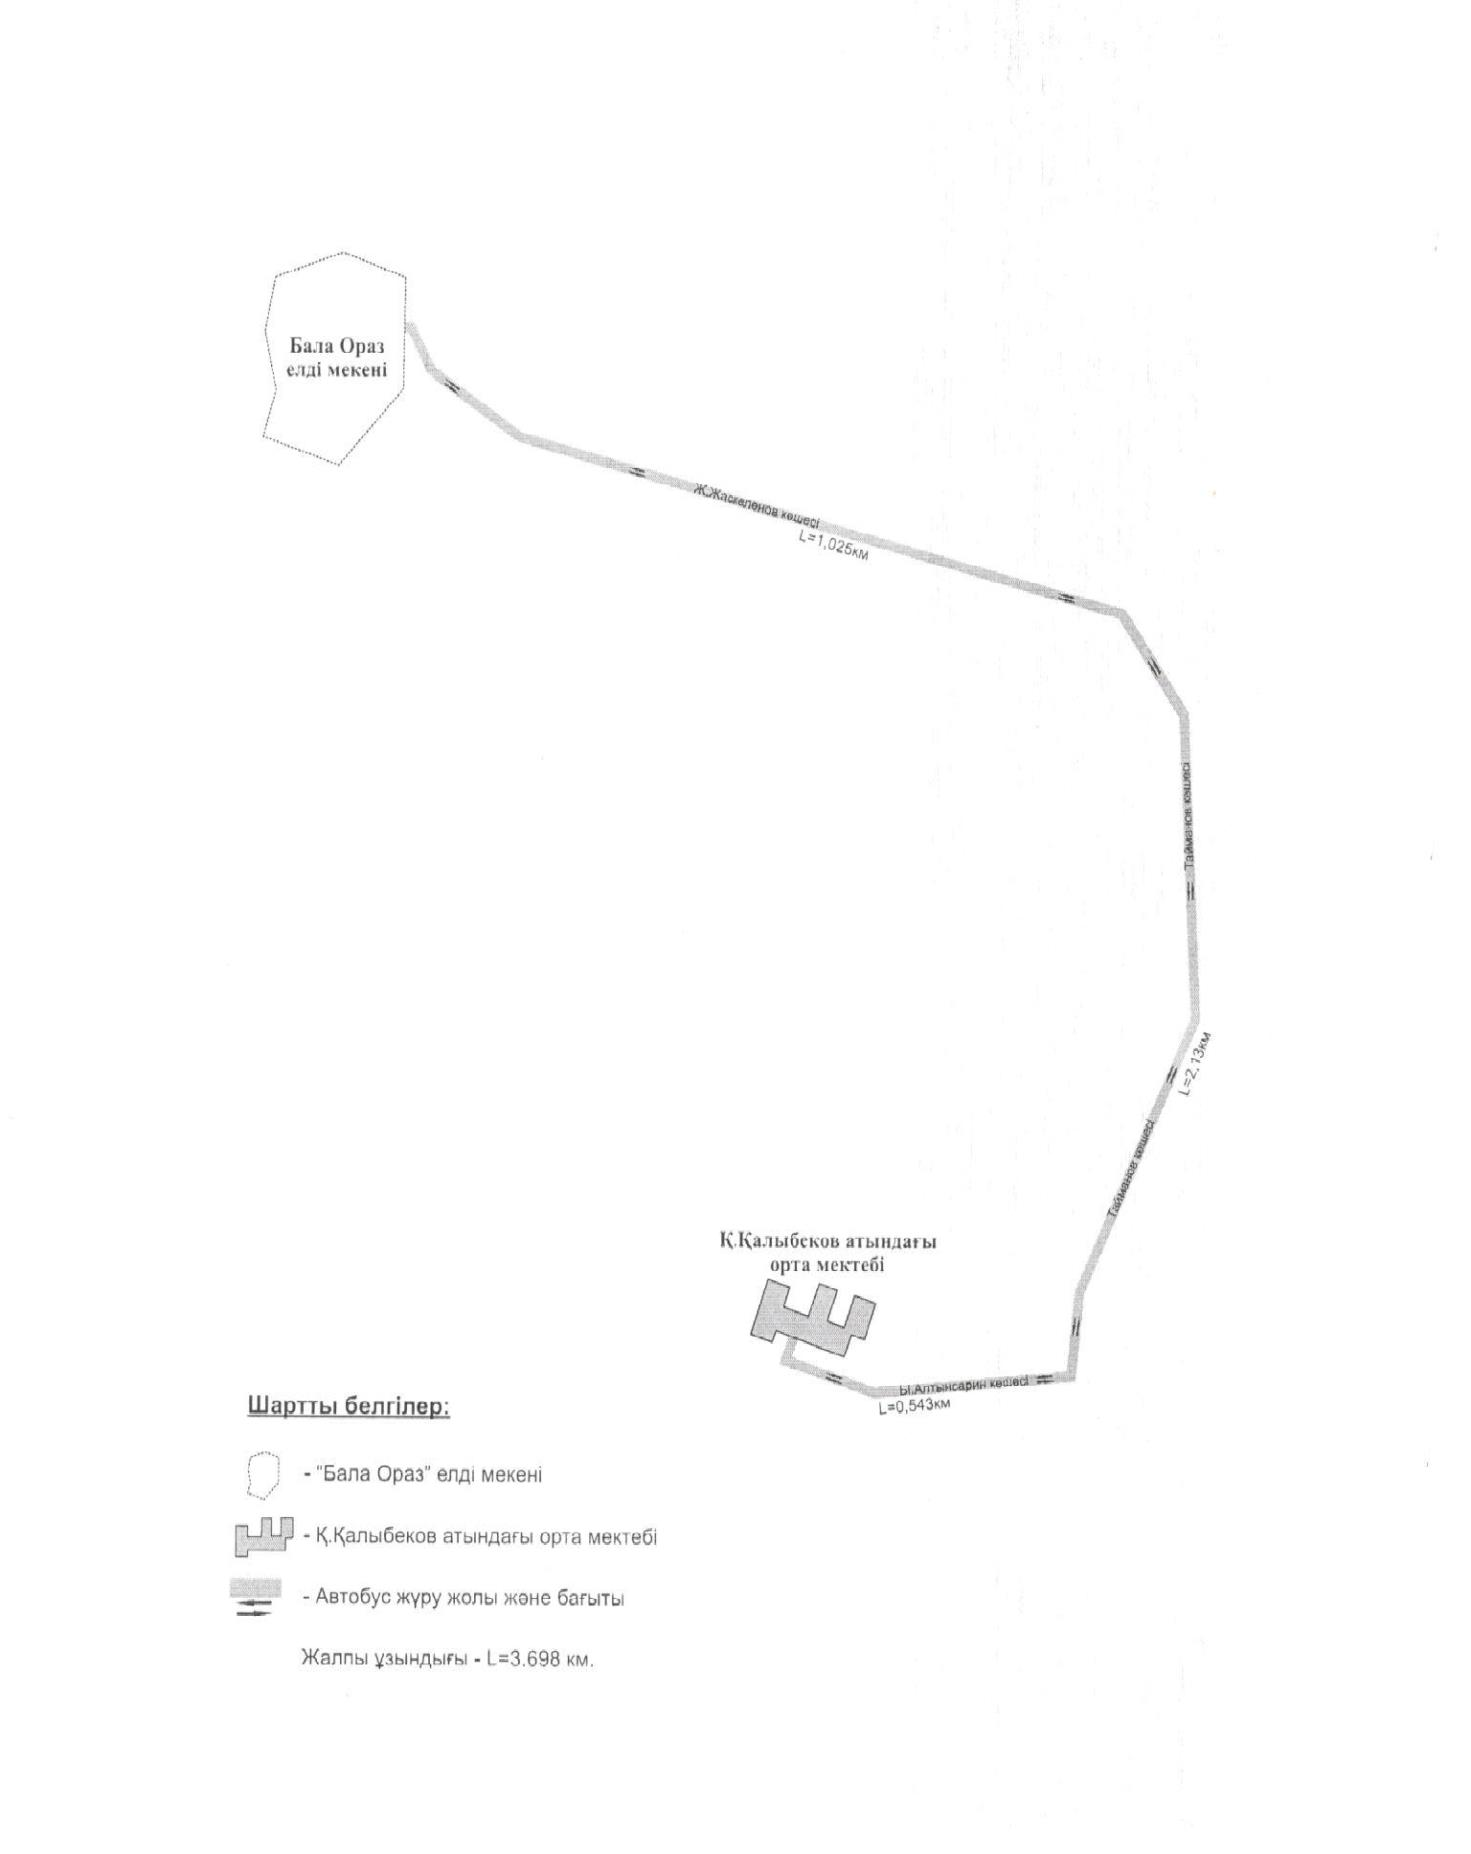 Бала Ораз
елді мекені
Ж.Жаскеленов көшесі
L=1,025км
Тайманов көшесі
L=2,13км
Тайманов көшесі
Қ.Қалыбеков атындағы
орта мектебі
Ы.Алтынсарин көшесі
L=0,543км
Шартты белгілер:
- "Бала Ораз" елді мекені
- Қ.Қалыбеков атындағы орта мектебі
- Автобус жүру жолы және бағыты
Жалпы ұзындығы - L=3.698 км.